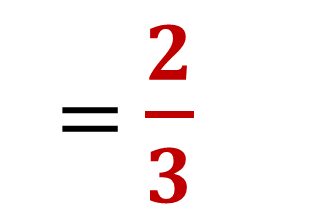 = 2/3